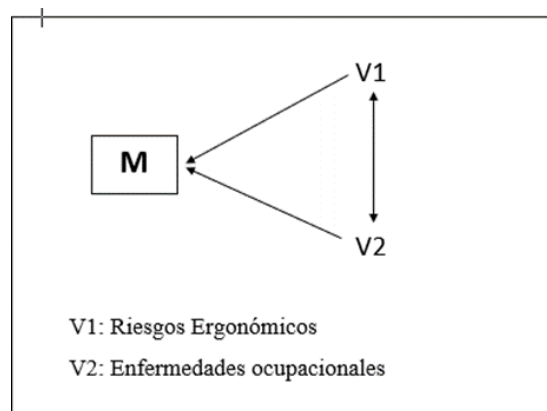 V1
M
V2
V1: Riesgos Ergonómicos
V2: Enfermedades ocupacionales